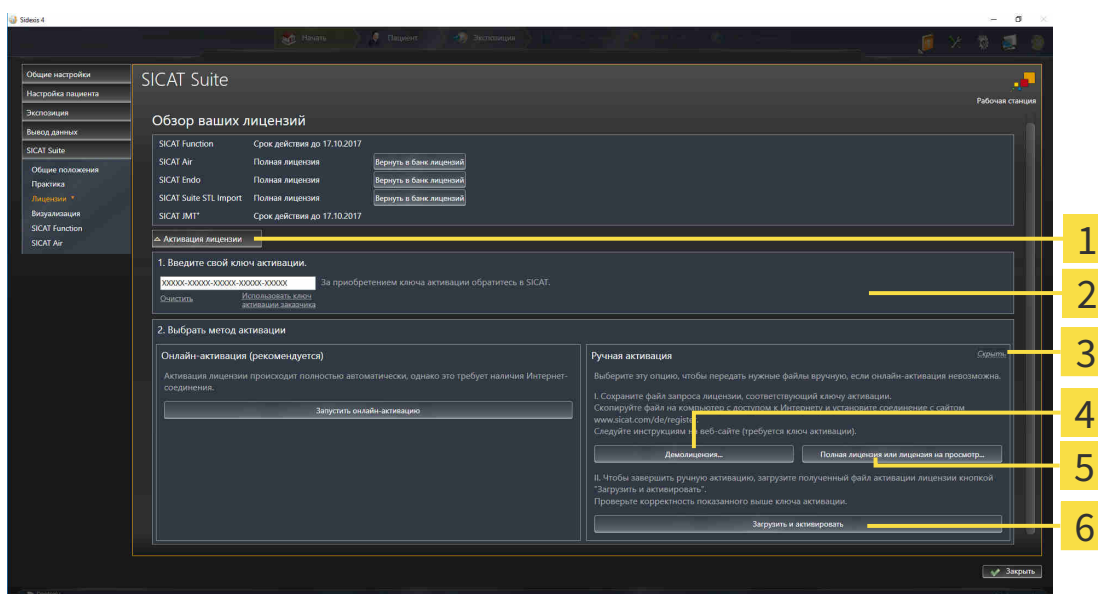 Sidexis 4
Начать
Пациент
Экспозиция
Общие настройки
Настройка пациента
Экспозиция
Вывод данных
SICAT Suite
Общие положения
Практика
Лицензии *
Визуализация
SICAT Function
SICAT Air
SICAT Suite
Рабочая станция
Обзор ваших лицензий
SICAT Function Срок действия до 17.10.2017
SICAT Air Полная лицензия Вернуть в банк лицензий
SICAT Endo Полная лицензия Вернуть в банк лицензий
SICAT Suite STL Import Полная лицензия Вернуть в банк лицензий
SICAT JMT+ Срок действия до 17.10.2017
Активация лицензии
1
1. Введите свой ключ активации.
XXXXX-XXXXX-XXXXX-XXXXX-XXXXX За приобретением ключа активации обратитесь в SICAT.
Очистить Использовать ключ
активации заказчика
2
2. Выбрать метод активации
Онлайн-активация (рекомендуется)
Активация лицензии происходит полностью автоматически, однако это требует наличия Интернет-
соединения.
Запустить онлайн-активацию
Ручная активация Скрыть
3
Выберите эту опцию, чтобы передать нужные файлы вручную, если онлайн-активация невозможна.
I. Сохраните файл запроса лицензии, соответствующий ключу активации.
Скопируйте файл на компьютер с доступом к Интернету и установите соединение с сайтом
www.sicat.com/de/register.
Следуйте инструкциям на веб-сайте (требуется ключ активации).
4
Демолицензия... Полная лицензия или лицензия на просмотр...
5
II. Чтобы завершить ручную активацию, загрузите полученный файл активации лицензии кнопкой
"Загрузить и активировать".
Проверьте корректность показанного выше ключа активации.
Загрузить и активировать
6
Закрыть